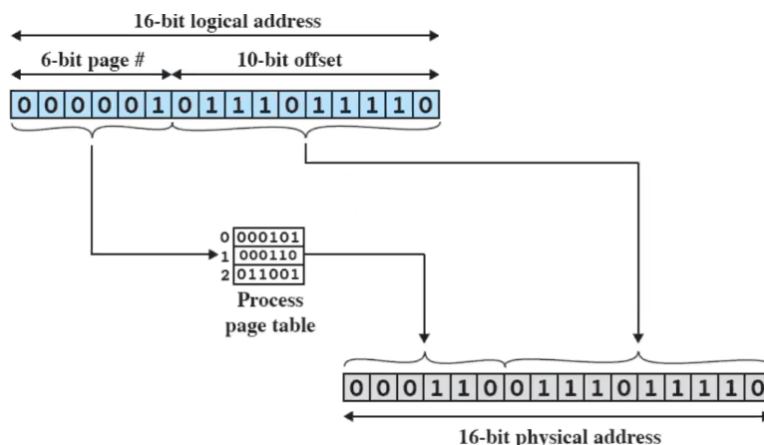 16-bit logical address
6-bit page # 10-bit offset
0 0 0 0 0 1 0 1 1 1 0 1 1 1 1 0
0 000101
1 000110
2 011001
Process
page table
0 0 0 1 1 0 0 1 1 1 0 1 1 1 1 0
16-bit physical address